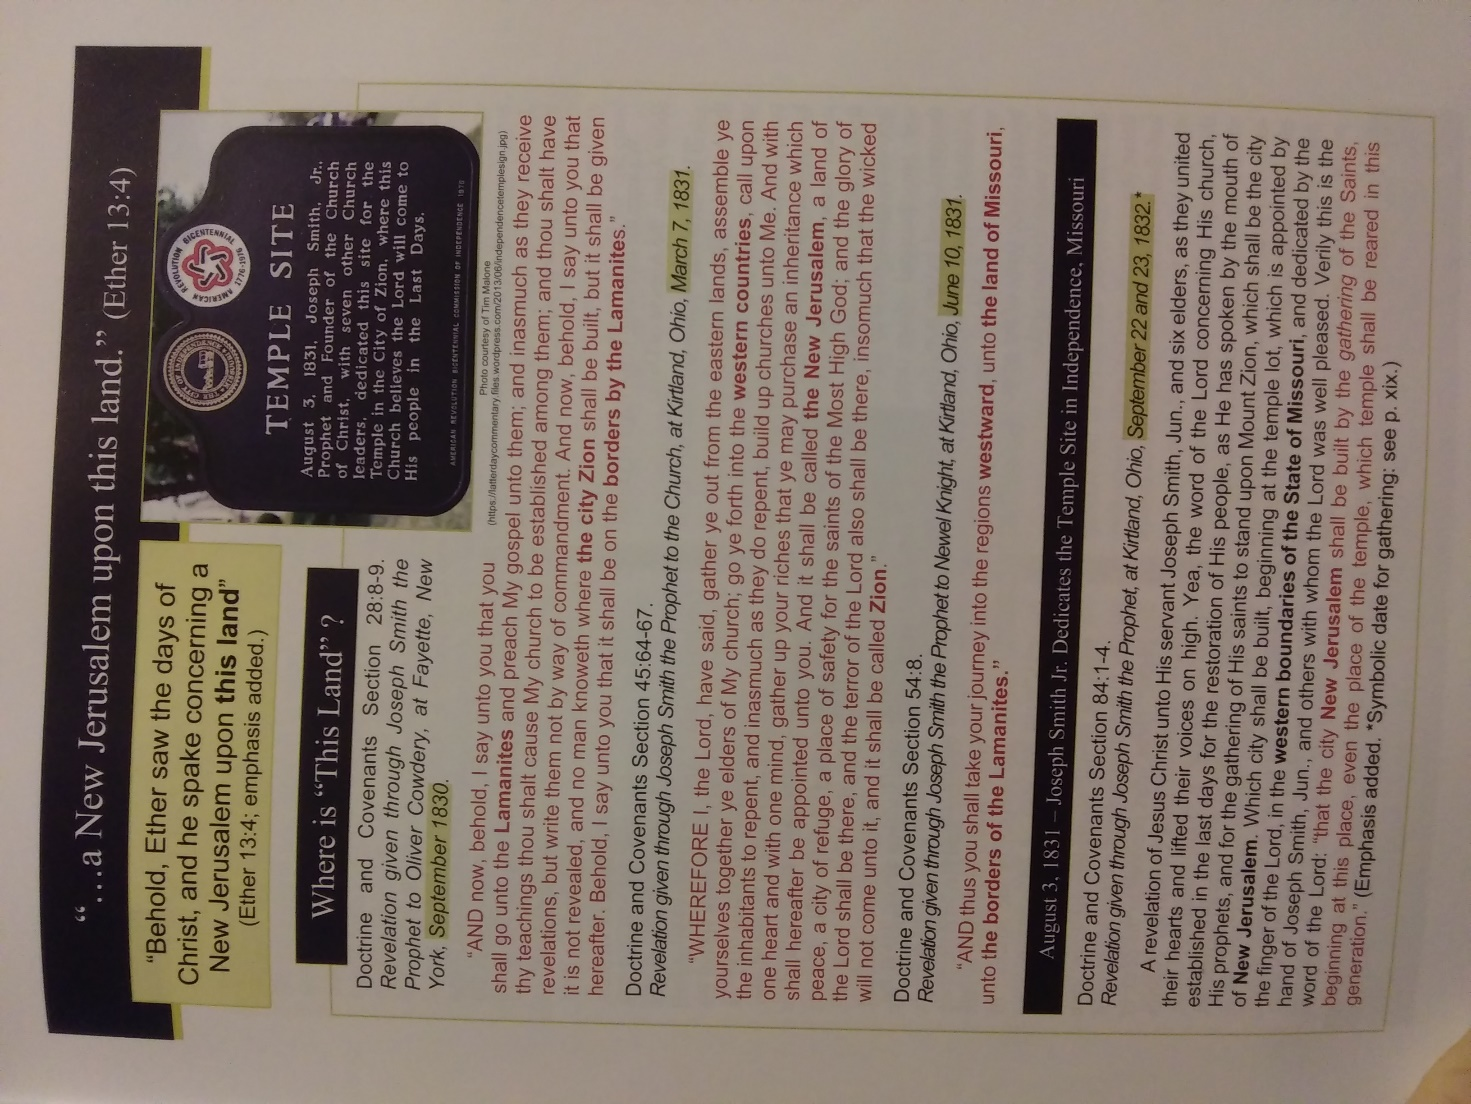 “…a New Jerusalem upon this land.” (Ether 13:4)
“Behold, Ether saw the days of
Christ, and he spake concerning a
New Jerusalem upon this land”
(Ether 13:4; emphasis added.)
AMERICAN REVOLUTION BICENTENNIAL 1776-1976
TEMPLE SITE
August 3, 1831, Joseph Smith, Jr.,
Prophet and Founder of the Church
of Christ, with seven other Church
leaders, dedicated this site for the
Temple in the City of Zion, where this
Church believes the Lord will come to
His people in the Last Days.
AMERICAN REVOLUTION BICENTENNIAL COMMISSION OF INDEPENDENCE 1976
Photo courtesy of Tim Malone
(https://latterdaycommentary.files.wordpress.com/2013/06/independencetemplesign.jpg)
Where is “This Land” ?
Doctrine and Covenants Section 28:8-9.
Revelation given through Joseph Smith the
Prophet to Oliver Cowdery, at Fayette, New
York, September 1830.
“AND now, behold, I say unto you that you
shall go unto the Lamanites and preach My gospel unto them; and inasmuch as they receive
thy teachings thou shalt cause My church to be established among them; and thou shalt have
revelations, but write them not by way of commandment. And now, behold, I say unto you that
it is not revealed, and no man knoweth where the city Zion shall be built, but it shall be given
hereafter. Behold, I say unto you that it shall be on the borders by the Lamanites.”
Doctrine and Covenants Section 45:64-67.
Revelation given through Joseph Smith the Prophet to the Church, at Kirtland, Ohio, March 7, 1831.
“WHEREFORE I, the Lord, have said, gather ye out from the eastern lands, assemble ye
yourselves together ye elders of My church; go ye forth into the western countries, call upon
the inhabitants to repent, and inasmuch as they do repent, build up churches unto Me. And with
one heart and with one mind, gather up your riches that ye may purchase an inheritance which
shall hereafter be appointed unto you. And it shall be called the New Jerusalem, a land of
peace, a city of refuge, a place of safety for the saints of the Most High God; and the glory of
the Lord shall be there, and the terror of the Lord also shall be there, insomuch that the wicked
will not come unto it, and it shall be called Zion.”
Doctrine and Covenants Section 54:8.
Revelation given through Joseph Smith the Prophet to Newel Knight, at Kirtland, Ohio, June 10, 1831.
“AND thus you shall take your journey into the regions westward, unto the land of Missouri,
unto the borders of the Lamanites.”
August 3, 1831 – Joseph Smith Jr. Dedicates the Temple Site in Independence, Missouri
Doctrine and Covenants Section 84:1-4.
Revelation given through Joseph Smith the Prophet, at Kirtland, Ohio, September 22 and 23, 1832.*
A revelation of Jesus Christ unto His servant Joseph Smith, Jun., and six elders, as they united
their hearts and lifted their voices on high. Yea, the word of the Lord concerning His church,
established in the last days for the restoration of His people, as He has spoken by the mouth of
His prophets, and for the gathering of His saints to stand upon Mount Zion, which shall be the city
of New Jerusalem. Which city shall be built, beginning at the temple lot, which is appointed by
the finger of the Lord, in the western boundaries of the State of Missouri, and dedicated by the
hand of Joseph Smith, Jun., and others with whom the Lord was well pleased. Verily this is the
word of the Lord: “that the city New Jerusalem shall be built by the gathering of the Saints,
beginning at this place, even the place of the temple, which temple shall be reared in this
generation.” (Emphasis added. *Symbolic date for gathering: see p. xix.)